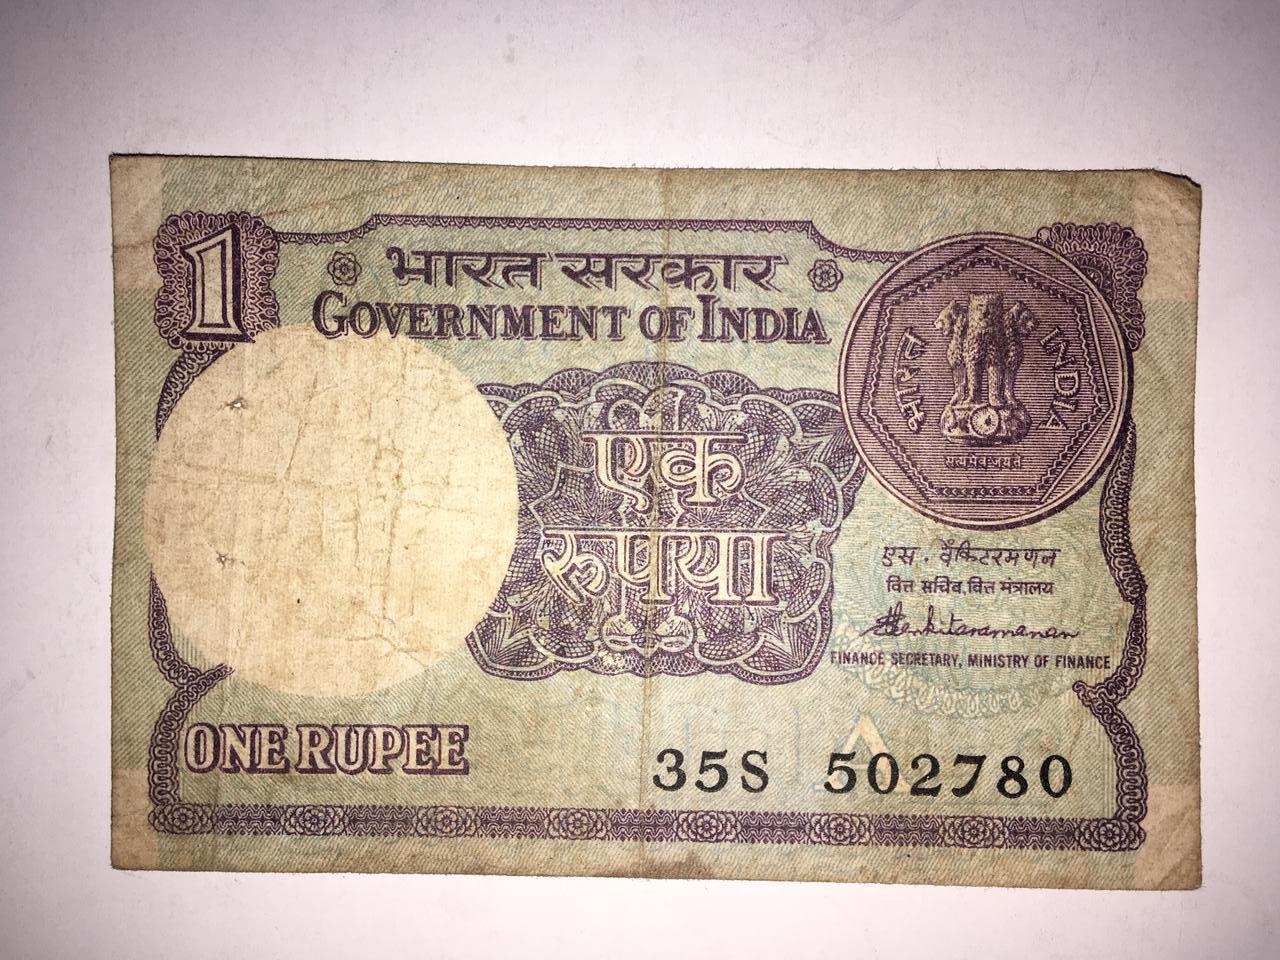 1
भारत सरकार
GOVERNMENT OF INDIA
भारत
INDIA
सत्यमेव जयते
एक
रुपया
एस. वेंकिटरमणन
वित्त सचिव, वित्त मंत्रालय
S Venkitaramanan
FINANCE SECRETARY, MINISTRY OF FINANCE
ONE RUPEE
35S 502780
A